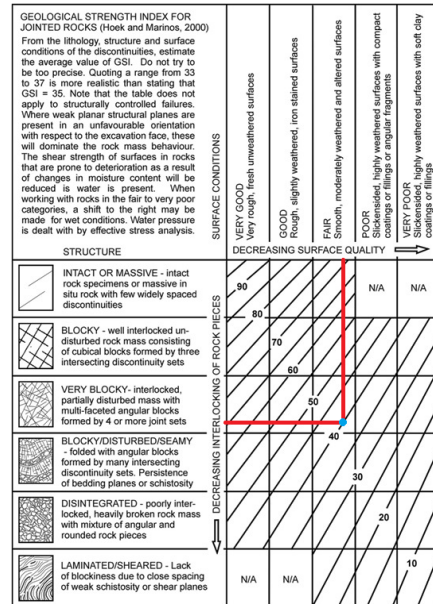 GEOLOGICAL STRENGTH INDEX FOR
JOINTED ROCKS (Hoek and Marinos, 2000)
From the lithology, structure and surface
conditions of the discontinuities, estimate
the average value of GSI. Do not try to
be too precise. Quoting a range from 33
to 37 is more realistic than stating that
GSI = 35. Note that the table does not
apply to structurally controlled failures.
Where weak planar structural planes are
present in an unfavourable orientation
with respect to the excavation face, these
will dominate the rock mass behaviour.
The shear strength of surfaces in rocks
that are prone to deterioration as a result
of changes in moisture content will be
reduced is water is present. When
working with rocks in the fair to very poor
categories, a shift to the right may be
made for wet conditions. Water pressure
is dealt with by effective stress analysis.
STRUCTURE
SURFACE CONDITIONS
VERY GOOD
Very rough, fresh unweathered surfaces
GOOD
Rough, slightly weathered, iron stained surfaces
FAIR
Smooth, moderately weathered and altered surfaces
POOR
Slickensided, highly weathered surfaces with compact
coatings or fillings or angular fragments
VERY POOR
Slickensided, highly weathered surfaces with soft clay
coatings or fillings
DECREASING SURFACE QUALITY
DECREASING INTERLOCKING OF ROCK PIECES
INTACT OR MASSIVE - intact
rock specimens or massive in
situ rock with few widely spaced
discontinuities
BLOCKY - well interlocked un-
disturbed rock mass consisting
of cubical blocks formed by three
intersecting discontinuity sets
VERY BLOCKY- interlocked,
partially disturbed mass with
multi-faceted angular blocks
formed by 4 or more joint sets
BLOCKY/DISTURBED/SEAMY
- folded with angular blocks
formed by many intersecting
discontinuity sets. Persistence
of bedding planes or schistosity
DISINTEGRATED - poorly inter-
locked, heavily broken rock mass
with mixture of angular and
rounded rock pieces
LAMINATED/SHEARED - Lack
of blockiness due to close spacing
of weak schistosity or shear planes
90
N/A N/A
80
70
60
50
40
30
20
10
N/A N/A